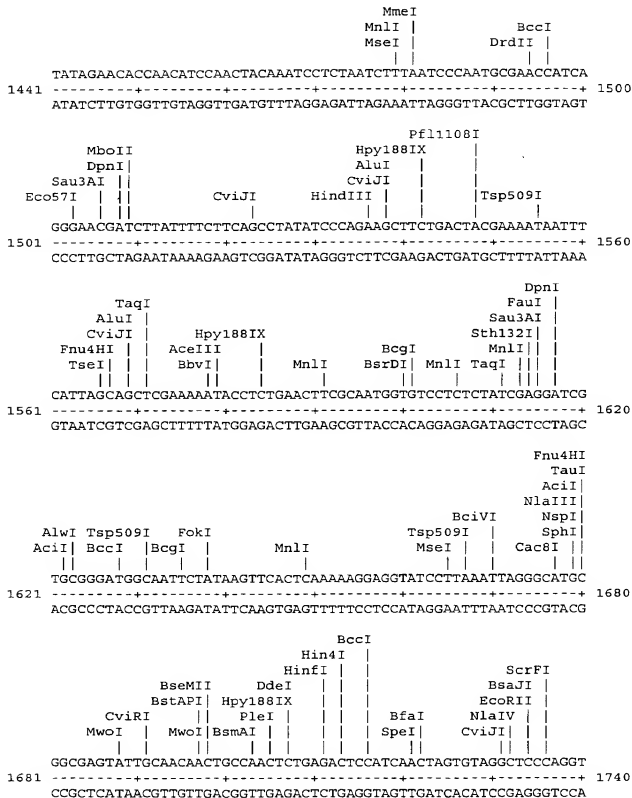 MmeI
MnlI BccI
MseI DrdII
TATAGAACACCAACATCCAACTACAAATCCTCTAATCTTTAATCCCAATGCGAACCATCA
1441 ---------+---------+---------+---------+---------+---------+ 1500
ATATCTTGTGGTTGTAGGTTGATGTTTAGGAGATTAGAAATTAGGGTTACGCTTGGTAGT
Pfl1108I
MboII Hpy188IX
DpnI AluI
Sau3AI CviJI
Eco57I CviJI HindIII Tsp509I
GGGAACGATCTTATTTTCTTCAGCCTATATCCCAGAAGCTTCTGACTACGAAAATAATTT
1501 ---------+---------+---------+---------+---------+---------+ 1560
CCCTTGCTAGAATAAAAGAAGTCGGATATAGGGTCTTCGAAGACTGATGCTTTTATTAAA
DpnI
TaqI FauI
AluI Sau3AI
CviJI Hpy188IX Sth132I
Fnu4HI AceIII BcgI MnlI
TseI BbvI MnlI BsrDI MnlI TaqI
CATTAGCAGCTCGAAAAATACCTCTGAACTTCGCAATGGTGTCCTCTCTATCGAGGATCG
1561 ---------+---------+---------+---------+---------+---------+ 1620
GTAATCGTCGAGCTTTTTATGGAGACTTGAAGCGTTACCACAGGAGAGATAGCTCCTAGC
Fnu4HI
TauI
AciI
NlaIII
BciVI NspI
AlwI Tsp509I FokI Tsp509I SphI
AciI BccI BcgI MnlI MseI Cac8I
TGCGGGATGGCAATTCTATAAGTTCACTCAAAAAGGAGGTATCCTTAAATTAGGGCATGC
1621 ---------+---------+---------+---------+---------+---------+ 1680
ACGCCCTACCGTTAAGATATTCAAGTGAGTTTTTCCTCCATAGGAATTTAATCCCGTACG
BccI
Hin4I
HinfI ScrFI
BseMII DdeI BsaJI
BstAPI Hpy188IX EcoRII
CviRI PleI BfaI NlaIV
MwoI MwoI BsmAI SpeI CviJI
GGCGAGTATTGCAACAACTGCCAACTCTGAGACTCCATCAACTAGTGTAGGCTCCCAGGT
1681 ---------+---------+---------+---------+---------+---------+ 1740
CCGCTCATAACGTTGTTGACGGTTGAGACTCTGAGGTAGTTGATCACATCCGAGGGTCCA